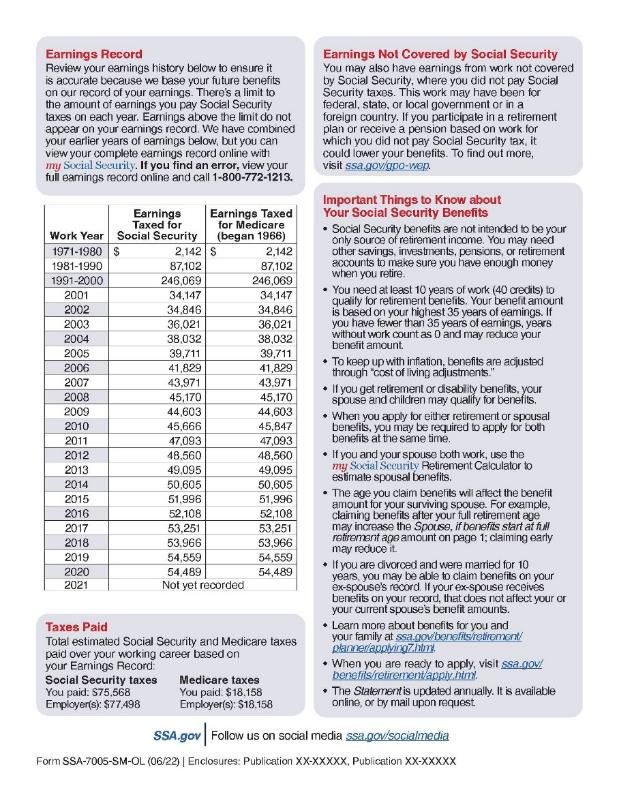 Earnings Record
Review your earnings history below to ensure it
is accurate because we base your future benefits
on our record of your earnings. There's a limit to
the amount of earnings you pay Social Security
taxes on each year. Earnings above the limit do not
appear on your earnings record. We have combined
your earlier years of earnings below, but you can
view your complete earnings record online with
my Social Security. If you find an error, view your
full earnings record online and call 1-800-772-1213.
Work Year Earnings Taxed for Social Security Earnings Taxed for Medicare (began 1966)
1971-1980 $ 2,142 $ 2,142
1981-1990 87,102 87,102
1991-2000 246,069 246,069
2001 34,147 34,147
2002 34,846 34,846
2003 36,021 36,021
2004 38,032 38,032
2005 39,711 39,711
2006 41,829 41,829
2007 43,971 43,971
2008 45,170 45,170
2009 44,603 44,603
2010 45,666 45,847
2011 47,093 47,093
2012 48,560 48,560
2013 49,095 49,095
2014 50,605 50,605
2015 51,996 51,996
2016 52,108 52,108
2017 53,251 53,251
2018 53,966 53,966
2019 54,559 54,559
2020 54,489 54,489
2021 Not yet recorded
Taxes Paid
Total estimated Social Security and Medicare taxes
paid over your working career based on
your Earnings Record:
Social Security taxes Medicare taxes
You paid: $75,568 You paid: $18,158
Employer(s): $77,498 Employer(s): $18,158
Earnings Not Covered by Social Security
You may also have earnings from work not covered
by Social Security, where you did not pay Social
Security taxes. This work may have been for
federal, state, or local government or in a
foreign country. If you participate in a retirement
plan or receive a pension based on work for
which you did not pay Social Security tax, it
could lower your benefits. To find out more,
visit ssa.gov/gpo-wep.
Important Things to Know about
Your Social Security Benefits
• Social Security benefits are not intended to be your
only source of retirement income. You may need
other savings, investments, pensions, or retirement
accounts to make sure you have enough money
when you retire.
• You need at least 10 years of work (40 credits) to
qualify for retirement benefits. Your benefit amount
is based on your highest 35 years of earnings. If
you have fewer than 35 years of earnings, years
without work count as 0 and may reduce your
benefit amount.
• To keep up with inflation, benefits are adjusted
through "cost of living adjustments."
• If you get retirement or disability benefits, your
spouse and children may qualify for benefits.
• When you apply for either retirement or spousal
benefits, you may be required to apply for both
benefits at the same time.
• If you and your spouse both work, use the
my Social Security Retirement Calculator to
estimate spousal benefits.
• The age you claim benefits will affect the benefit
amount for your surviving spouse. For example,
claiming benefits after your full retirement age
may increase the Spouse, if benefits start at full
retirement age amount on page 1; claiming early
may reduce it.
• If you are divorced and were married for 10
years, you may be able to claim benefits on your
ex-spouse's record. If your ex-spouse receives
benefits on your record, that does not affect your or
your current spouse's benefit amounts.
• Learn more about benefits for you and
your family at ssa.gov/benefits/retirement/
planner/applying7.html.
• When you are ready to apply, visit ssa.gov/
benefits/retirement/apply.html.
• The Statement is updated annually. It is available
online, or by mail upon request.
SSA.gov | Follow us on social media ssa.gov/socialmedia
Form SSA-7005-SM-OL (06/22) | Enclosures: Publication XX-XXXXX, Publication XX-XXXXX